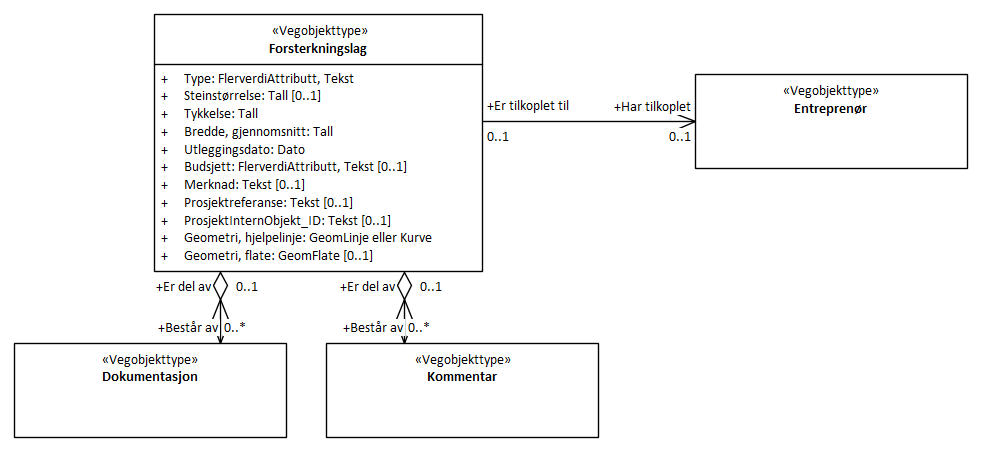 «Vegobjekttype»
Forsterkningslag
+ Type: FlerverdiAttributt, Tekst
+ Steinstørrelse: Tall [0..1]
+ Tykkelse: Tall
+ Bredde, gjennomsnitt: Tall
+ Utleggingsdato: Dato
+ Budsjett: FlerverdiAttributt, Tekst [0..1]
+ Merknad: Tekst [0..1]
+ Prosjektreferanse: Tekst [0..1]
+ ProsjektInternObjekt_ID: Tekst [0..1]
+ Geometri, hjelpelinje: GeomLinje eller Kurve
+ Geometri, flate: GeomFlate [0..1]
+Er tilkoplet til +Har tilkoplet
0..1 0..1
«Vegobjekttype»
Entreprenør
+Er del av 0..1 +Er del av 0..1
+Består av 0..* +Består av 0..*
«Vegobjekttype»
Dokumentasjon
«Vegobjekttype»
Kommentar